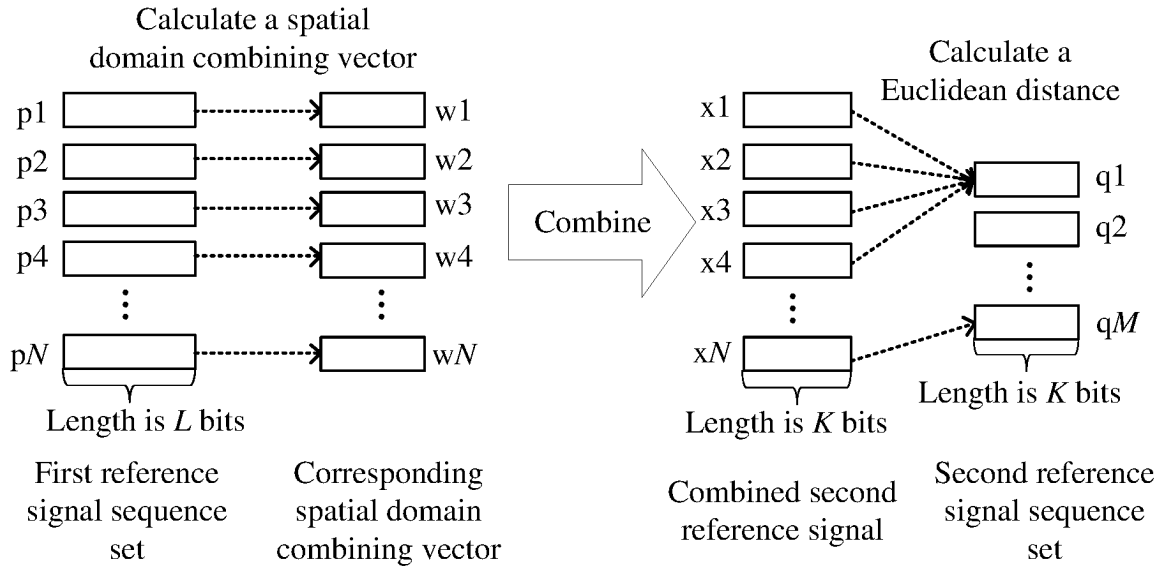 Calculate a spatial
domain combining vector
p1
w1
p2
w2
p3
w3
p4
w4
pN
wN
Length is L bits
First reference
signal sequence
set
Corresponding
spatial domain
combining vector
Combine
Calculate a
Euclidean distance
x1
x2
x3
x4
xN
q1
q2
qM
Length is K bits
Length is K bits
Combined second
reference signal
Second reference
signal sequence
set